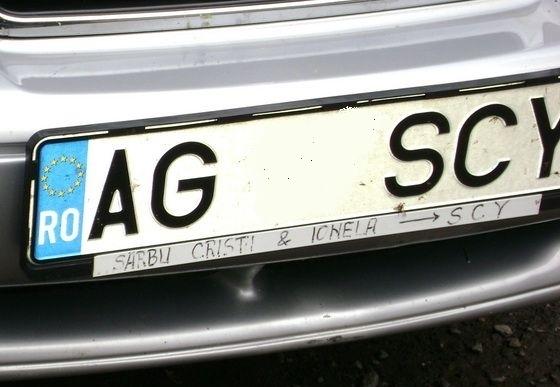 RO AG SCY
SARBU CRISTI & IONELA → SCY